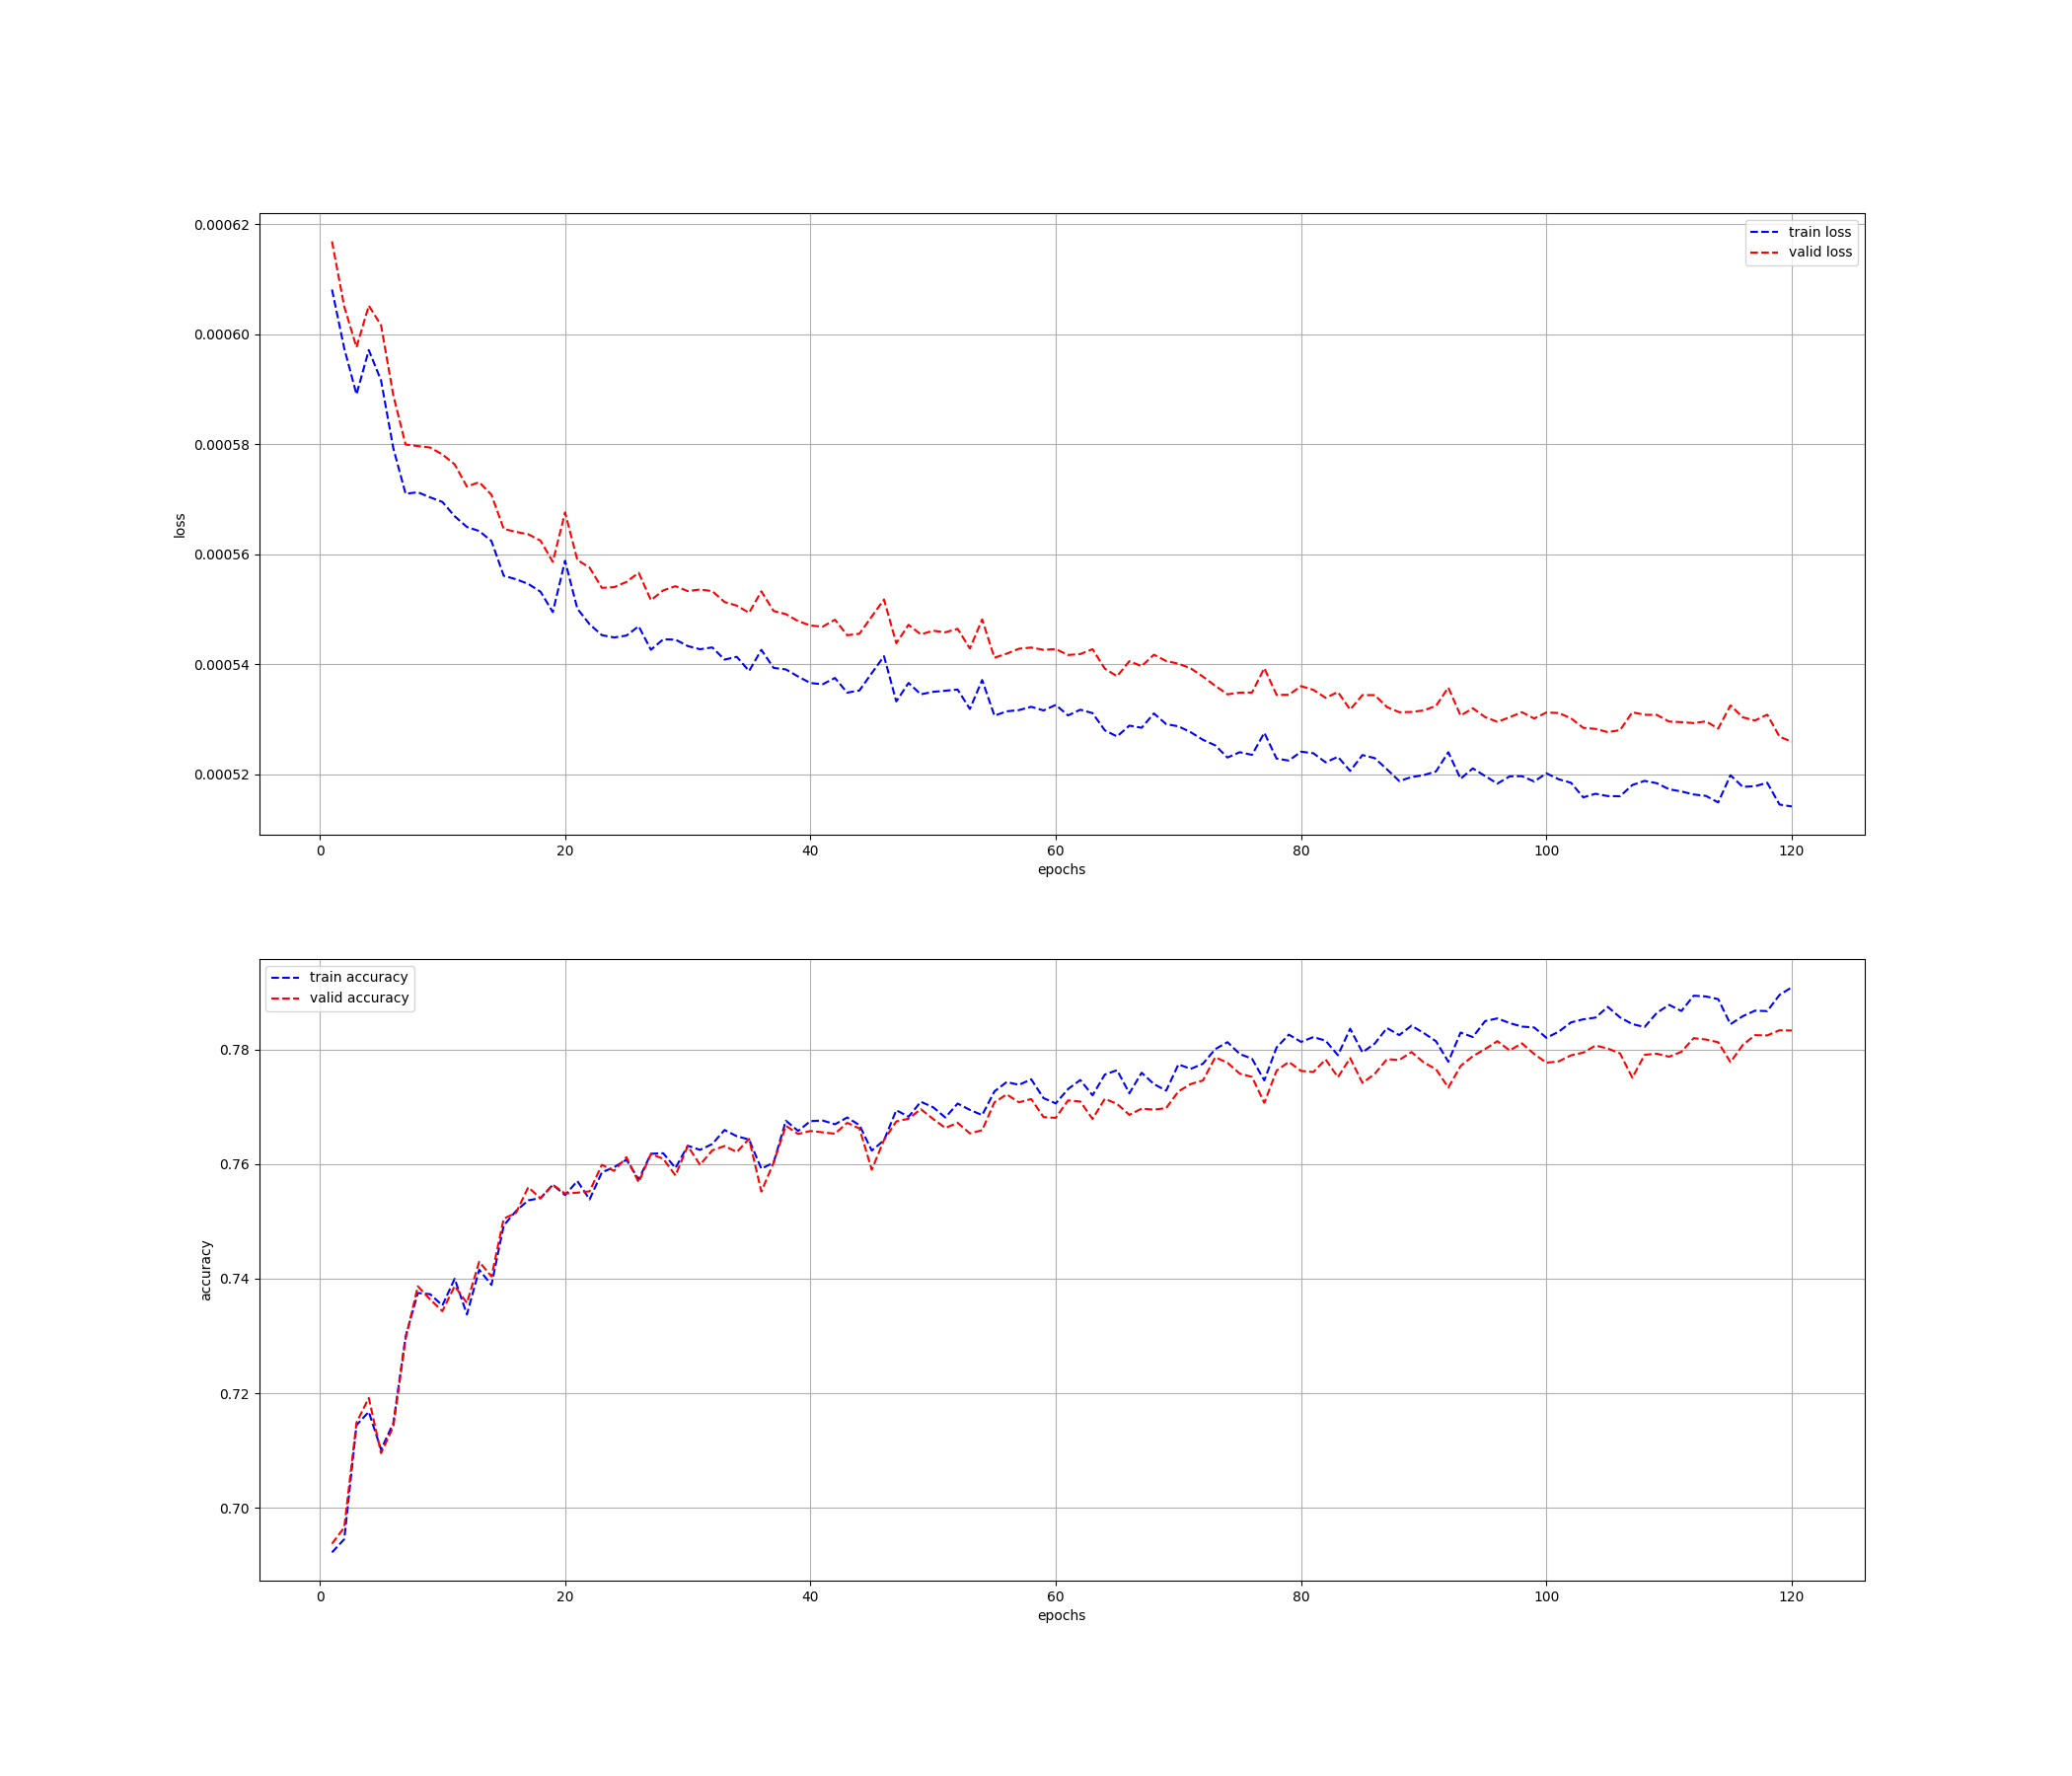 0.00062
0.00060
0.00058
0.00056
0.00054
0.00052
loss
train loss
valid loss
0 20 40 60 80 100 120
epochs
train accuracy
valid accuracy
0.78
0.76
0.74
0.72
0.70
accuracy
0 20 40 60 80 100 120
epochs